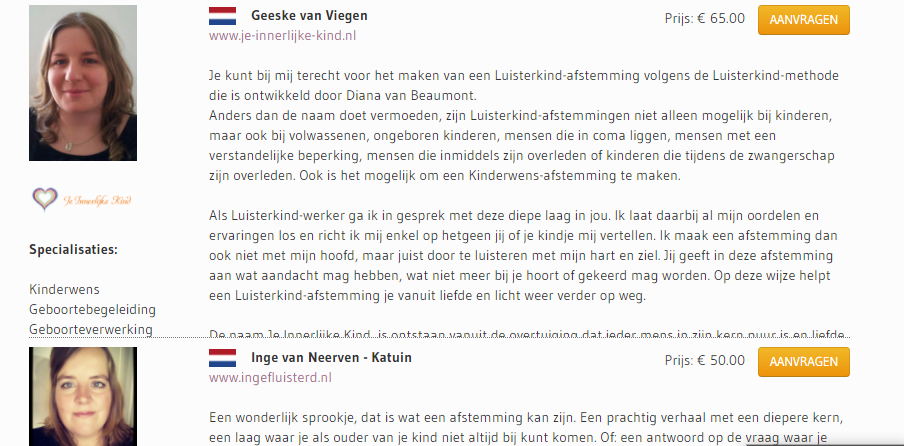 Geeske van Viegen
Prijs: € 65.00
AANVRAGEN
www.je-innerlijke-kind.nl
Je kunt bij mij terecht voor het maken van een Luisterkind-afstemming volgens de Luisterkind-methode
die is ontwikkeld door Diana van Beaumont.
Anders dan de naam doet vermoeden, zijn Luisterkind-afstemmingen niet alleen mogelijk bij kinderen,
maar ook bij volwassenen, ongeboren kinderen, mensen die in coma liggen, mensen met een
verstandelijke beperking, mensen die inmiddels zijn overleden of kinderen die tijdens de zwangerschap
zijn overleden. Ook is het mogelijk om een Kinderwens-afstemming te maken.
Als Luisterkind-werker ga ik in gesprek met deze diepe laag in jou. Ik laat daarbij al mijn oordelen en
ervaringen los en richt ik mij enkel op hetgeen jij of je kindje mij vertellen. Ik maak een afstemming dan
ook niet met mijn hoofd, maar juist door te luisteren met mijn hart en ziel. Jij geeft in deze afstemming
aan wat aandacht mag hebben, wat niet meer bij je hoort of gekeerd mag worden. Op deze wijze helpt
een Luisterkind-afstemming je vanuit liefde en licht weer verder op weg.
De naam Je Innerlijke Kind, is ontstaan vanuit de overtuiging dat ieder mens in zijn kern puur is en liefde
Je Innerlijke Kind
Specialisaties:
Kinderwens
Geboortebegeleiding
Geboorteverwerking
Inge van Neerven - Katuin
Prijs: € 50.00
AANVRAGEN
www.ingefluisterd.nl
Een wonderlijk sprookje, dat is wat een afstemming kan zijn. Een prachtig verhaal met een diepere kern,
een laag waar je als ouder van je kind niet altijd bij kunt komen. Of: een antwoord op de vraag waar je